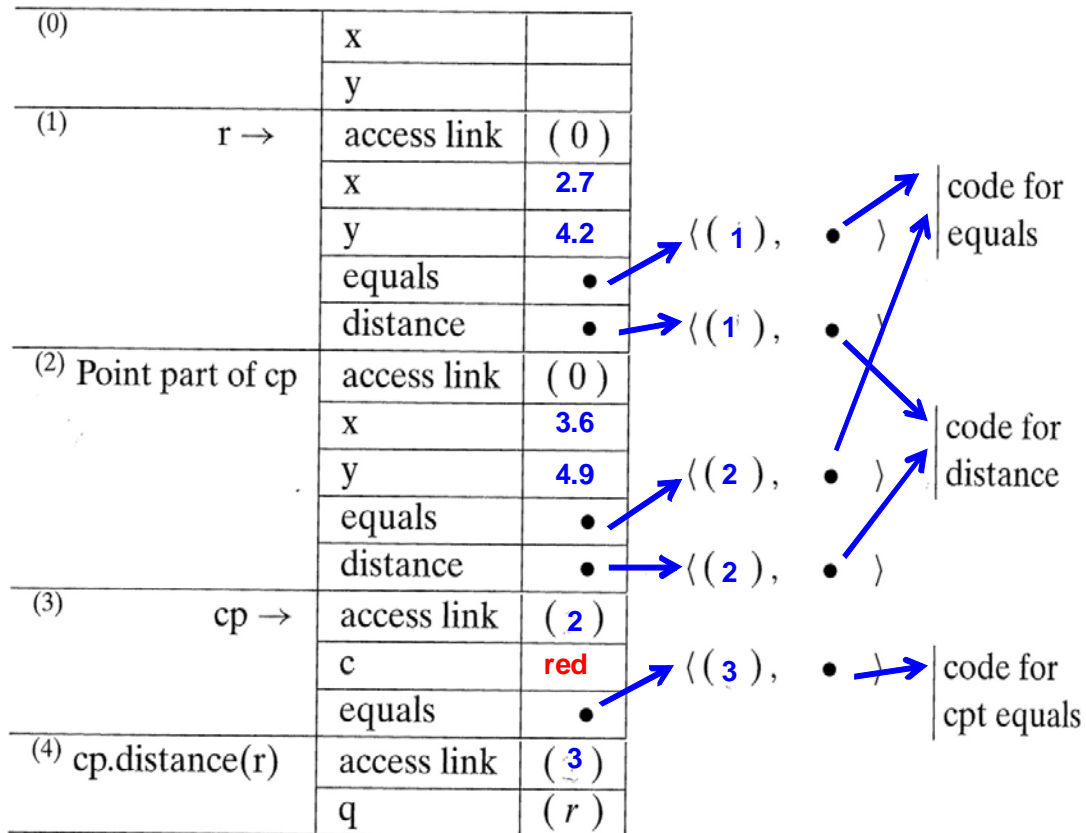 (0) x
y
(1) r → access link ( 0 )
x 2.7
y 4.2 ⟨( 1 ), • ⟩ code for equals
equals •
distance • ⟨( 1 ), • ⟩
(2) Point part of cp access link ( 0 )
x 3.6 code for distance
y 4.9 ⟨( 2 ), • ⟩
equals •
distance • ⟨( 2 ), • ⟩
(3) cp → access link ( 2 )
c red ⟨( 3 ), • ⟩ code for cpt equals
equals •
(4) cp.distance(r) access link ( 3 )
q ( r )